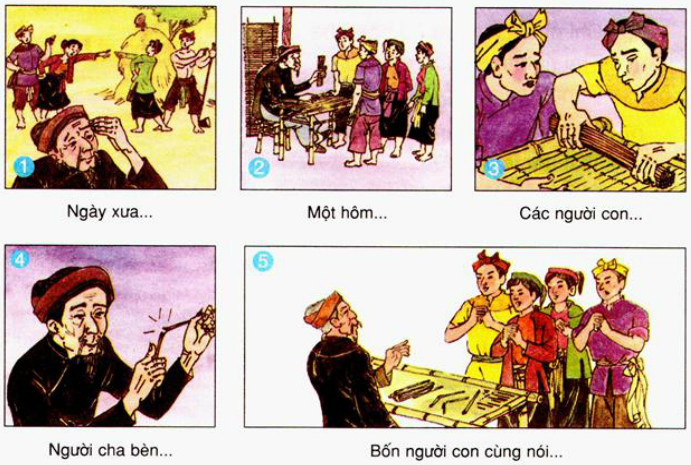 1
Ngày xưa...
2
Một hôm...
3
Các người con...
4
Người cha bèn...
5
Bốn người con cùng nói...